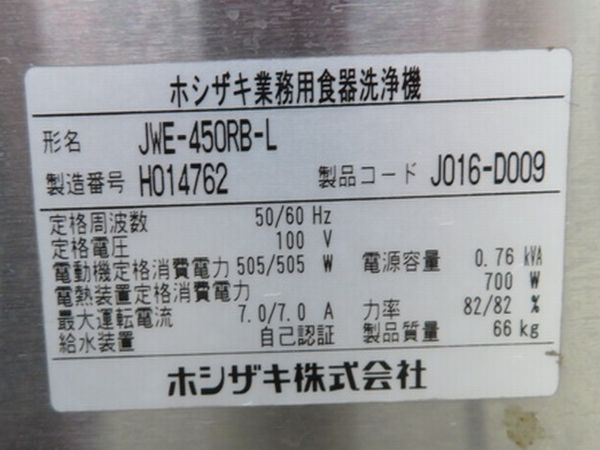 ホシザキ業務用食器洗浄機
形名 JWE-450RB-L
製造番号 H014762 製品コード J016-D009
定格周波数 50/60 Hz
定格電圧 100 V
電動機定格消費電力 505/505 W 電源容量 0.76 kVA
電熱装置定格消費電力 700 W
最大運転電流 7.0/7.0 A 力率 82/82 %
給水装置 自己認証 製品質量 66 kg
ホシザキ株式会社